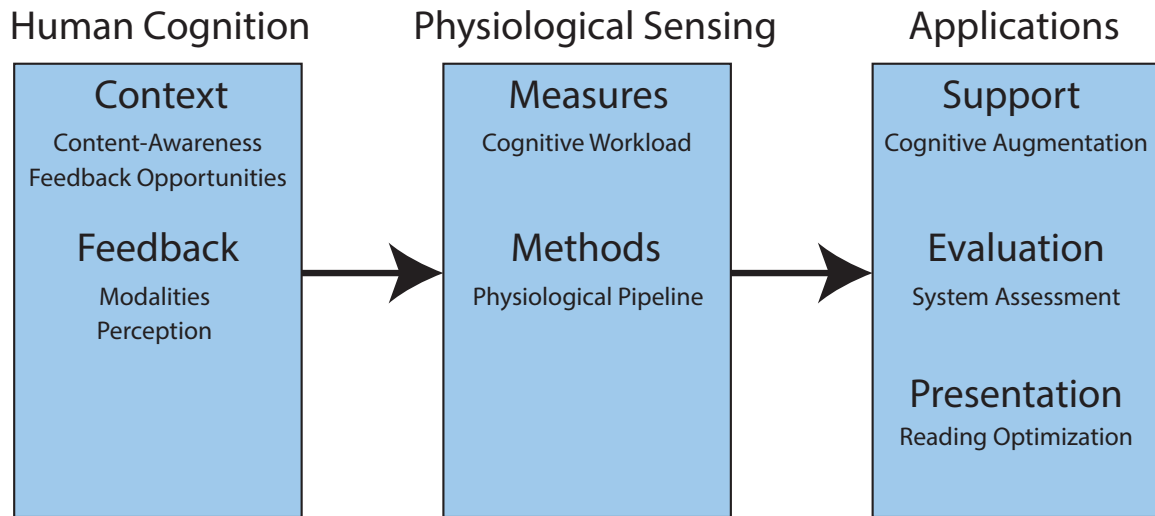 Human Cognition
Context
Content-Awareness
Feedback Opportunities
Feedback
Modalities
Perception
Physiological Sensing
Measures
Cognitive Workload
Methods
Physiological Pipeline
Applications
Support
Cognitive Augmentation
Evaluation
System Assessment
Presentation
Reading Optimization